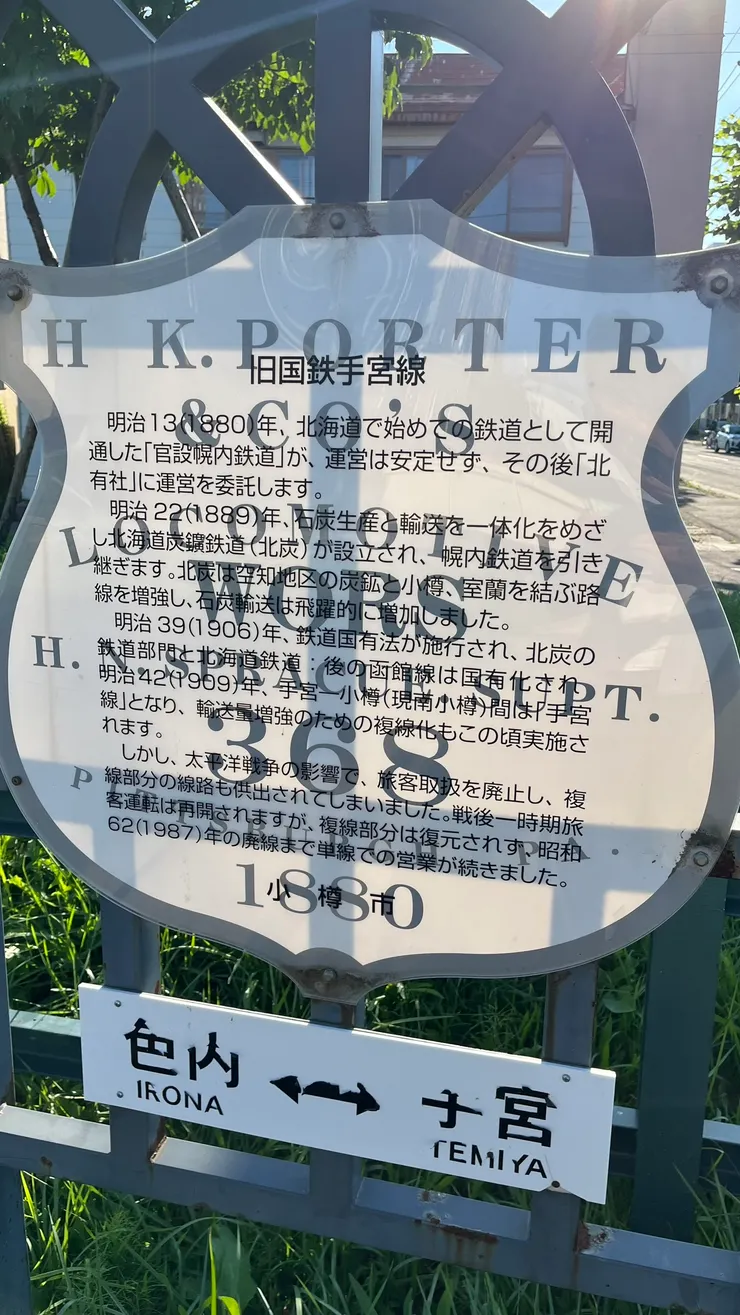 H K. PORTER
旧国鉄手宮線
& CO'S
明治13(1880)年、北海道で始めての鉄道として開
通した「官設幌内鉄道」が、運営は安定せず、その後「北
有社」に運営を委託します。
明治22(1889)年、石炭生産と輸送を一体化をめざ
し北海道炭鑛鉄道(北炭)が設立され、幌内鉄道を引き
継ぎます。北炭は空知地区の炭鉱と小樽、室蘭を結ぶ路
線を増強し、石炭輸送は飛躍的に増加しました。
LOCOMOTIVE
WORS
明治39(1906)年、鉄道国有法が施行され、北炭の
鉄道部門と北海道鉄道:後の函館線は国有化され
明治42(1909)年、手宮―小樽(現南小樽)間は「手宮
線」となり、輸送量増強のための複線化もこの頃実施さ
れます。
H. N. SPRAGUE. SUPT.
368
しかし、太平洋戦争の影響で、旅客取扱を廃止し、複
線部分の線路も供出されてしまいました。戦後一時期旅
客運転は再開されますが、複線部分は復元されず、昭和
62(1987)年の廃線まで単線での営業が続きました。
PITTSBURGH PA.
1880
小樽市
色内 ↔ 手宮
IRONA TEMIYA